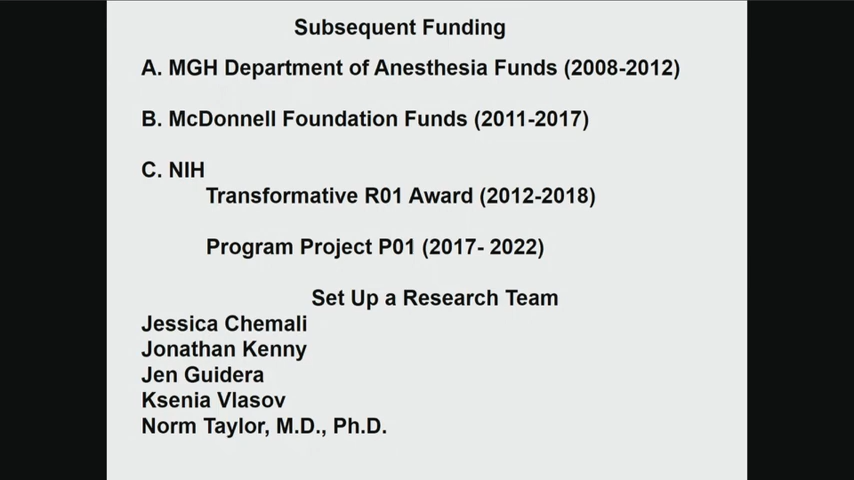 Subsequent Funding
A. MGH Department of Anesthesia Funds (2008-2012)
B. McDonnell Foundation Funds (2011-2017)
C. NIH
Transformative R01 Award (2012-2018)
Program Project P01 (2017- 2022)
Set Up a Research Team
Jessica Chemali
Jonathan Kenny
Jen Guidera
Ksenia Vlasov
Norm Taylor, M.D., Ph.D.